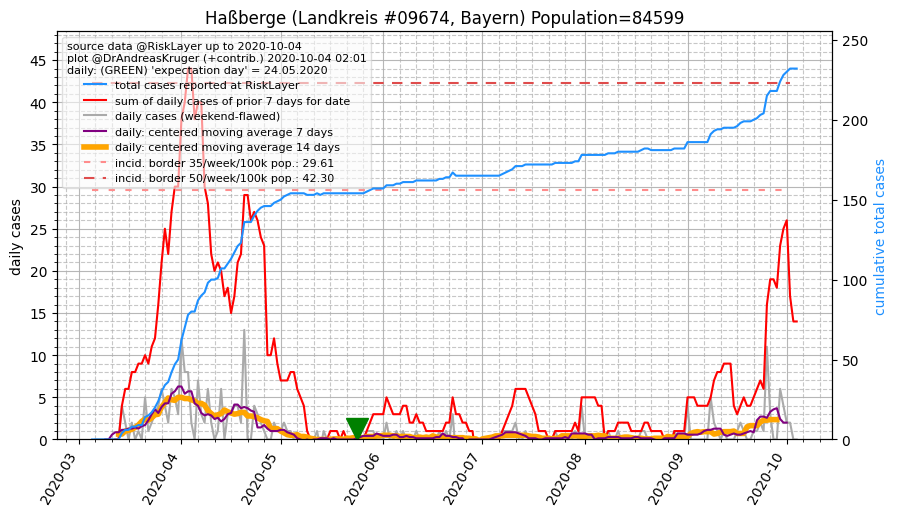 Haßberge (Landkreis #09674, Bayern) Population=84599
source data @RiskLayer up to 2020-10-04
plot @DrAndreasKruger (+contrib.) 2020-10-04 02:01
daily: (GREEN) 'expectation day' = 24.05.2020
total cases reported at RiskLayer
sum of daily cases of prior 7 days for date
daily cases (weekend-flawed)
daily: centered moving average 7 days
daily: centered moving average 14 days
incid. border 35/week/100k pop.: 29.61
incid. border 50/week/100k pop.: 42.30
daily cases
45
40
35
30
25
20
15
10
5
0
cumulative total cases
250
200
150
100
50
0
2020-03
2020-04
2020-05
2020-06
2020-07
2020-08
2020-09
2020-10